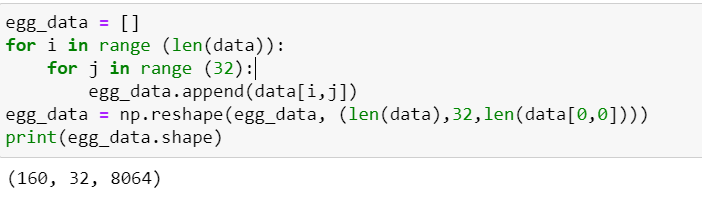 egg_data = []
for i in range (len(data)):
    for j in range (32):
        egg_data.append(data[i,j])
egg_data = np.reshape(egg_data, (len(data),32,len(data[0,0])))
print(egg_data.shape)
(160, 32, 8064)